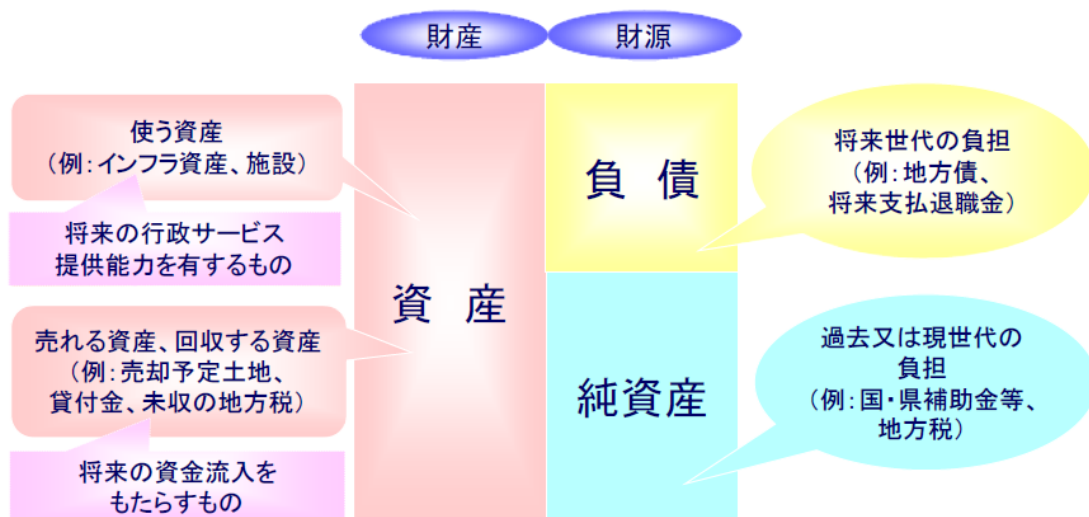 財産
財源
使う資産
（例：インフラ資産、施設）
将来の行政サービス
提供能力を有するもの
売れる資産、回収する資産
（例：売却予定土地、
貸付金、未収の地方税）
将来の資金流入を
もたらすもの
資 産
負 債
純資産
将来世代の負担
（例：地方債、
将来支払退職金）
過去又は現世代の
負担
（例：国・県補助金等、
地方税）